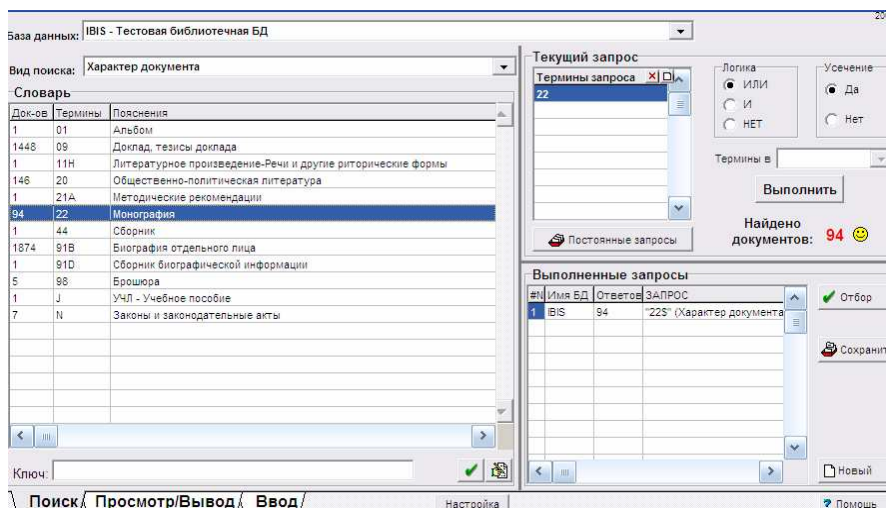 20
База данных: IBIS - Тестовая библиотечная БД
Вид поиска: Характер документа
Словарь
Док-ов Термины Пояснения
1 01 Альбом
1448 09 Доклад, тезисы доклада
1 11H Литературное произведение-Речи и другие риторические формы
146 20 Общественно-политическая литература
1 21A Методические рекомендации
94 22 Монография
1 44 Сборник
1874 91B Биография отдельного лица
1 91D Сборник биографической информации
5 98 Брошюра
1 J УЧЛ - Учебное пособие
7 N Законы и законодательные акты
Ключ:
Текущий запрос
Термины запроса
22
Постоянные запросы
Логика
ИЛИ
И
НЕТ
Усечение
Да
Нет
Термины в
Выполнить
Найдено
документов: 94
Выполненные запросы
#N Имя БД Ответов ЗАПРОС
1 IBIS 94 "22$" (Характер документа
Отбор
Сохранит
Новый
Поиск Просмотр/Вывод Ввод
Настройка
? Помощь